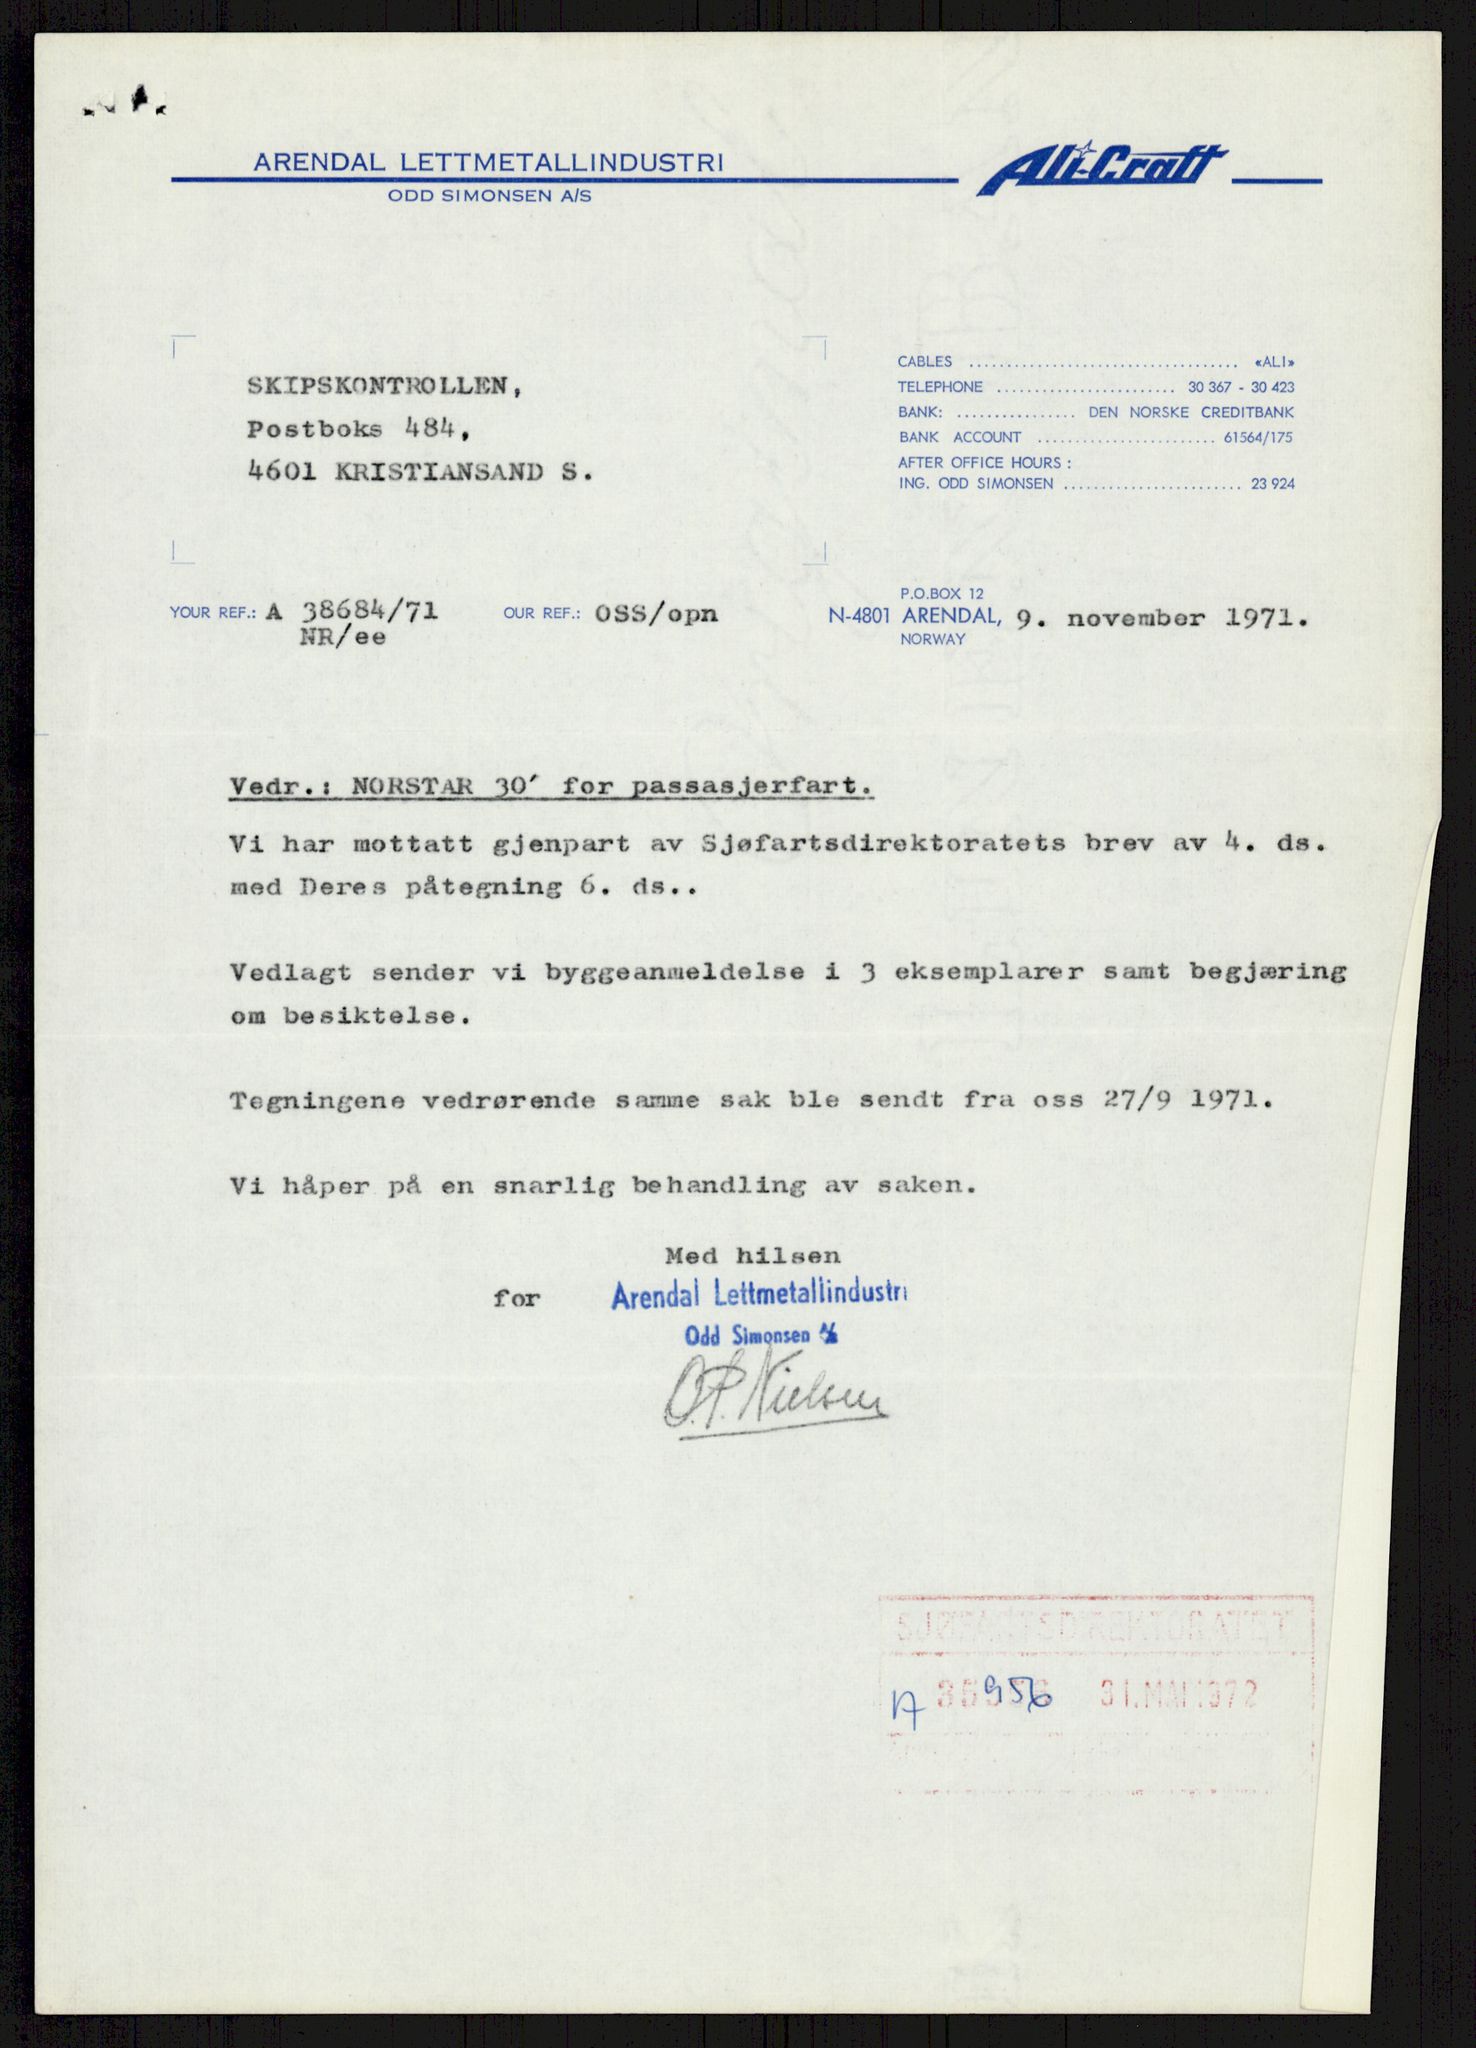 ARENDAL LETTMETALLINDUSTRI
ODD SIMONSEN A/S
Ali-Craft
SKIPSKONTROLLEN,
Postboks 484,
4601 KRISTIANSAND S.
CABLES .................................... «ALI»
TELEPHONE ........................ 30 367 - 30 423
BANK: ................ DEN NORSKE CREDITBANK
BANK ACCOUNT ........................ 61564/175
AFTER OFFICE HOURS :
ING. ODD SIMONSEN ........................ 23 924
YOUR REF.: A 38684/71
NR/ee
OUR REF.: OSS/opn
P.O.BOX 12
N-4801 ARENDAL, 9. november 1971.
NORWAY
Vedr.: NORSTAR 30' for passasjerfart.
Vi har mottatt gjenpart av Sjøfartsdirektoratets brev av 4. ds.
med Deres påtegning 6. ds..
Vedlagt sender vi byggeanmeldelse i 3 eksemplarer samt begjæring
om besiktelse.
Tegningene vedrørende samme sak ble sendt fra oss 27/9 1971.
Vi håper på en snarlig behandling av saken.
Med hilsen
for Arendal Lettmetallindustri
Odd Simonsen A/S
O.P. Nielsen
SJØFARTSDIREKTORATET
A 956 31.MAI 1972